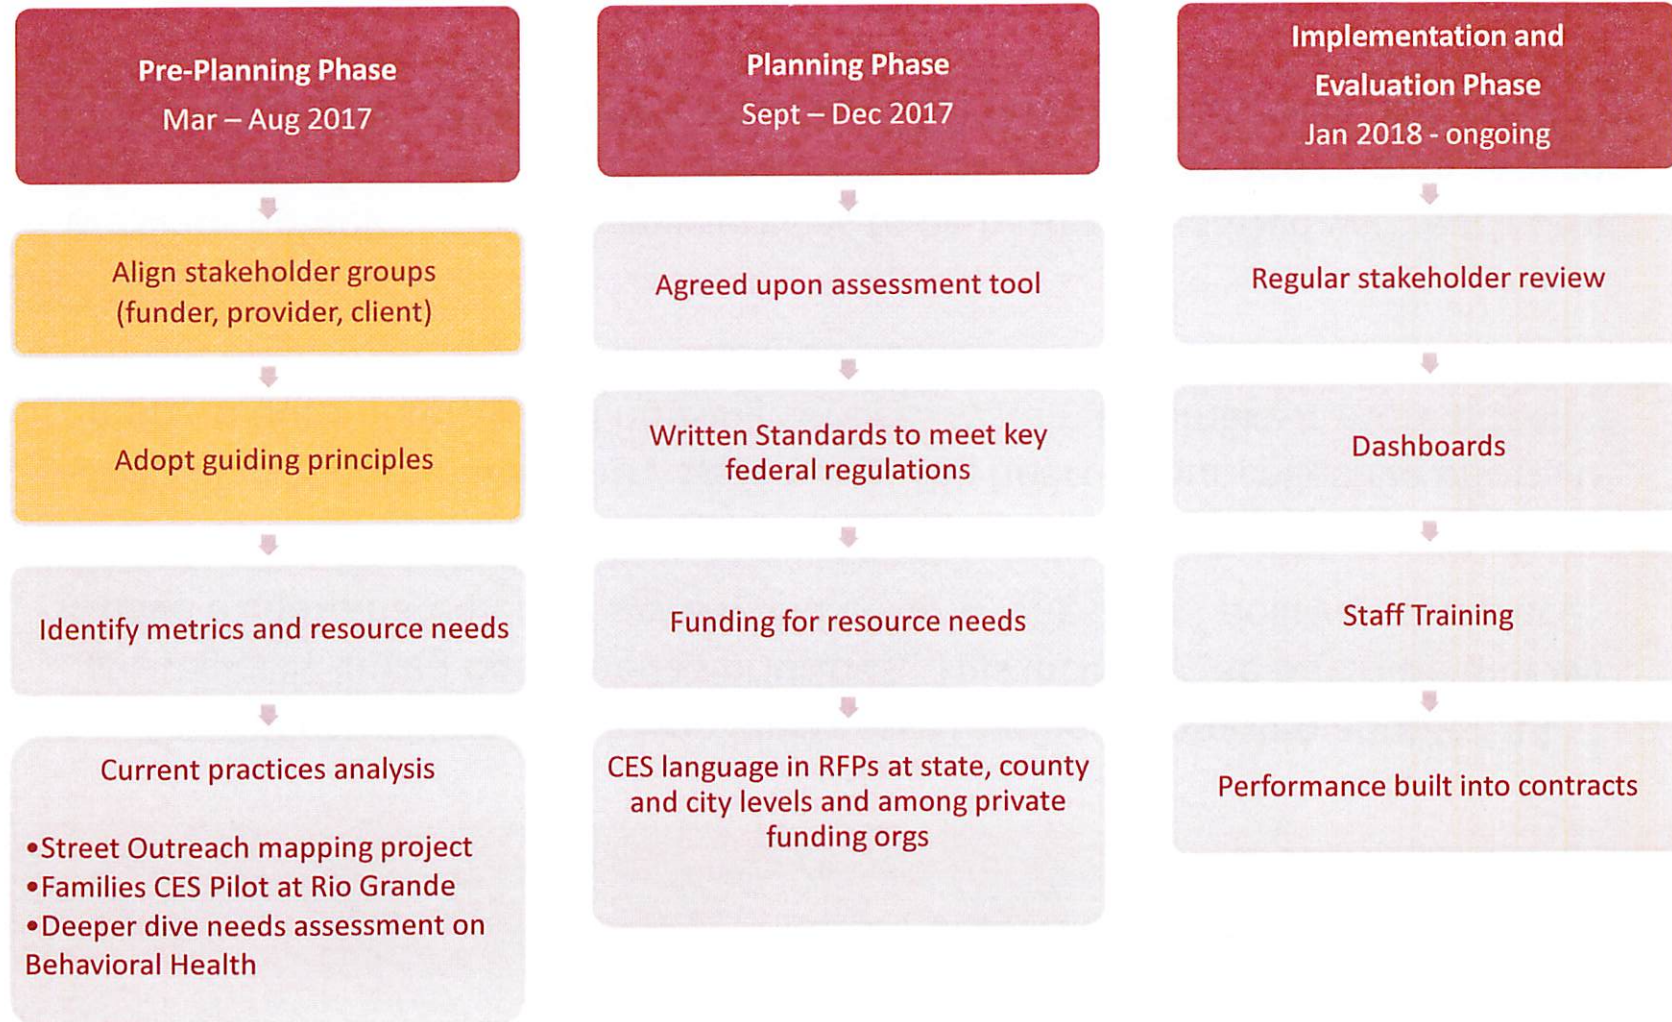 Pre-Planning Phase
Mar – Aug 2017
Align stakeholder groups
(funder, provider, client)
Adopt guiding principles
Identify metrics and resource needs
Current practices analysis
•Street Outreach mapping project
•Families CES Pilot at Rio Grande
•Deeper dive needs assessment on
Behavioral Health
Planning Phase
Sept – Dec 2017
Agreed upon assessment tool
Written Standards to meet key
federal regulations
Funding for resource needs
CES language in RFPs at state, county
and city levels and among private
funding orgs
Implementation and
Evaluation Phase
Jan 2018 - ongoing
Regular stakeholder review
Dashboards
Staff Training
Performance built into contracts